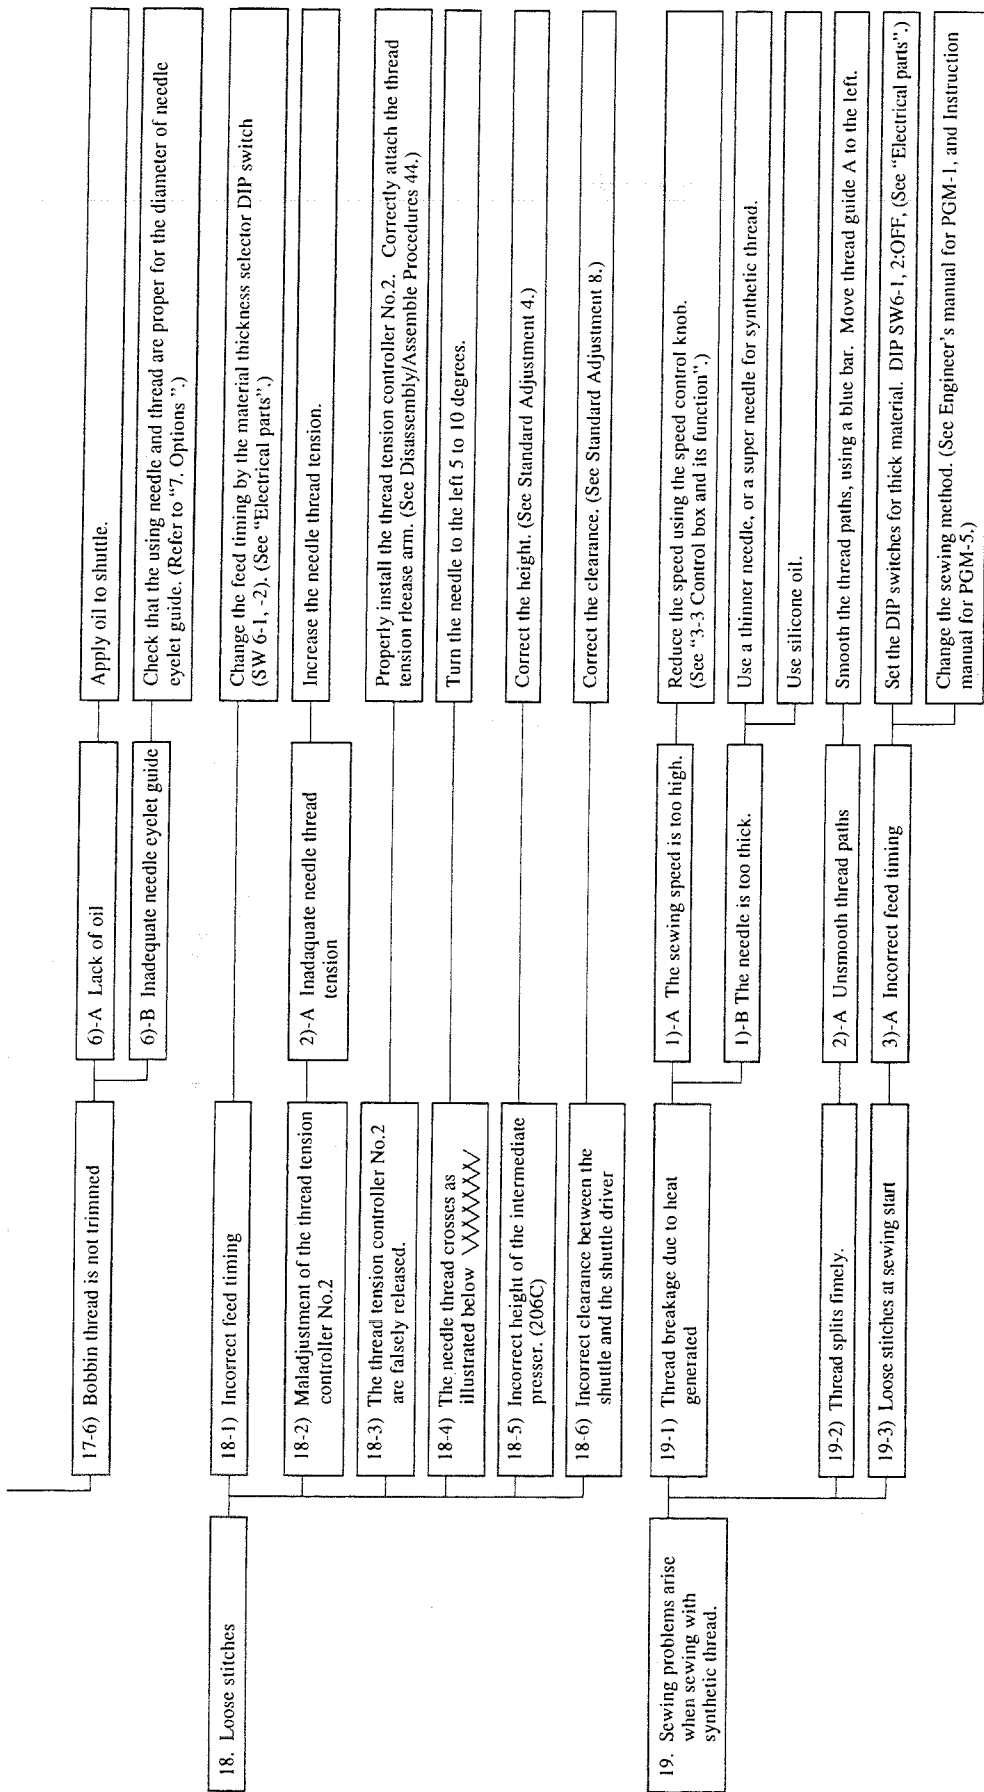 17-6) Bobbin thread is not trimmed
6)-A Lack of oil
Apply oil to shuttle.
6)-B Inadequate needle eyelet guide
Check that the using needle and thread are proper for the diameter of needle
eyelet guide. (Refer to “7. Options ”.)
18. Loose stitches
18-1) Incorrect feed timing
Change the feed timing by the material thickness selector DIP switch
(SW 6-1, -2). (See “Electrical parts”.)
18-2) Maladjustment of the thread tension
controller No.2
2)-A Inadaquate needle thread
tension
Increase the needle thread tension.
18-3) The thread tension controller No.2
are falsely released.
Properly install the thread tension controller No.2. Correctly attach the thread
tension rleease arm. (See Disassembly/Assemble Procedures 44.)
18-4) The needle thread crosses as
illustrated below
Turn the needle to the left 5 to 10 degrees.
18-5) Incorrect height of the intermediate
presser. (206C)
Correct the height. (See Standard Adjustment 4.)
18-6) Incorrect clearance between the
shuttle and the shuttle driver
Correct the clearance. (See Standard Adjustment 8.)
19. Sewing problems arise
when sewing with
synthetic thread.
19-1) Thread breakage due to heat
generated
1)-A The sewing speed is too high.
Reduce the speed using the speed control knob.
(See “3-3 Control box and its function”.)
1)-B The needle is too thick.
Use a thinner needle, or a super needle for synthetic thread.
Use silicone oil.
19-2) Thread splits finely.
2)-A Unsmooth thread paths
Smooth the thread paths, using a blue bar. Move thread guide A to the left.
19-3) Loose stitches at sewing start
3)-A Incorrect feed timing
Set the DIP switches for thick material. DIP SW6-1, 2:OFF, (See “Electrical parts”.)
Change the sewing method. (See Engineer’s manual for PGM-1, and Instruction
manual for PGM-5.)